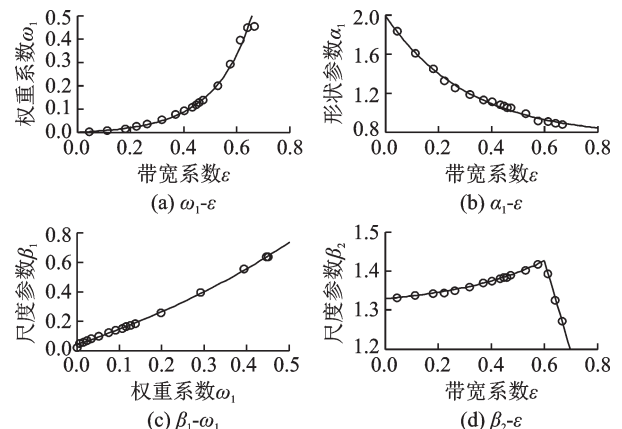 权重系数ω₁
0.5
0.4
0.3
0.2
0.1
0.0
0.0 0.2 0.4 0.6 0.8
带宽系数ε
(a) ω₁-ε
形状参数α₁
2.0
1.6
1.2
0.8
0.0 0.2 0.4 0.6 0.8
带宽系数ε
(b) α₁-ε
尺度参数β₁
0.8
0.6
0.4
0.2
0.0
0.0 0.1 0.2 0.3 0.4 0.5
权重系数ω₁
(c) β₁-ω₁
尺度参数β₂
1.5
1.4
1.3
1.2
0.0 0.2 0.4 0.6 0.8
带宽系数ε
(d) β₂-ε